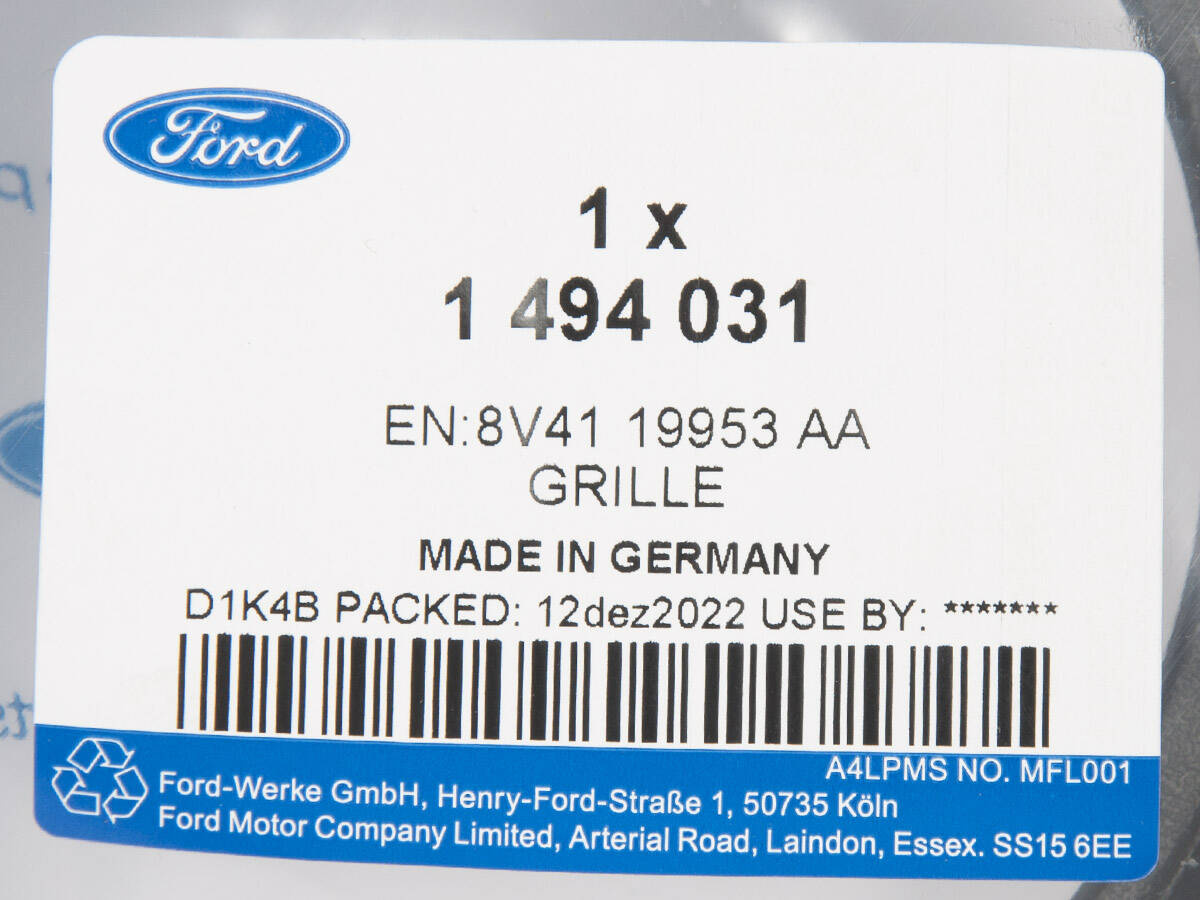 Ford
1 x
1 494 031
EN:8V41 19953 AA
GRILLE
MADE IN GERMANY
D1K4B PACKED: 12dez2022 USE BY: *******
A4LPMS NO. MFL001
Ford-Werke GmbH, Henry-Ford-Straße 1, 50735 Köln
Ford Motor Company Limited, Arterial Road, Laindon, Essex. SS15 6EE